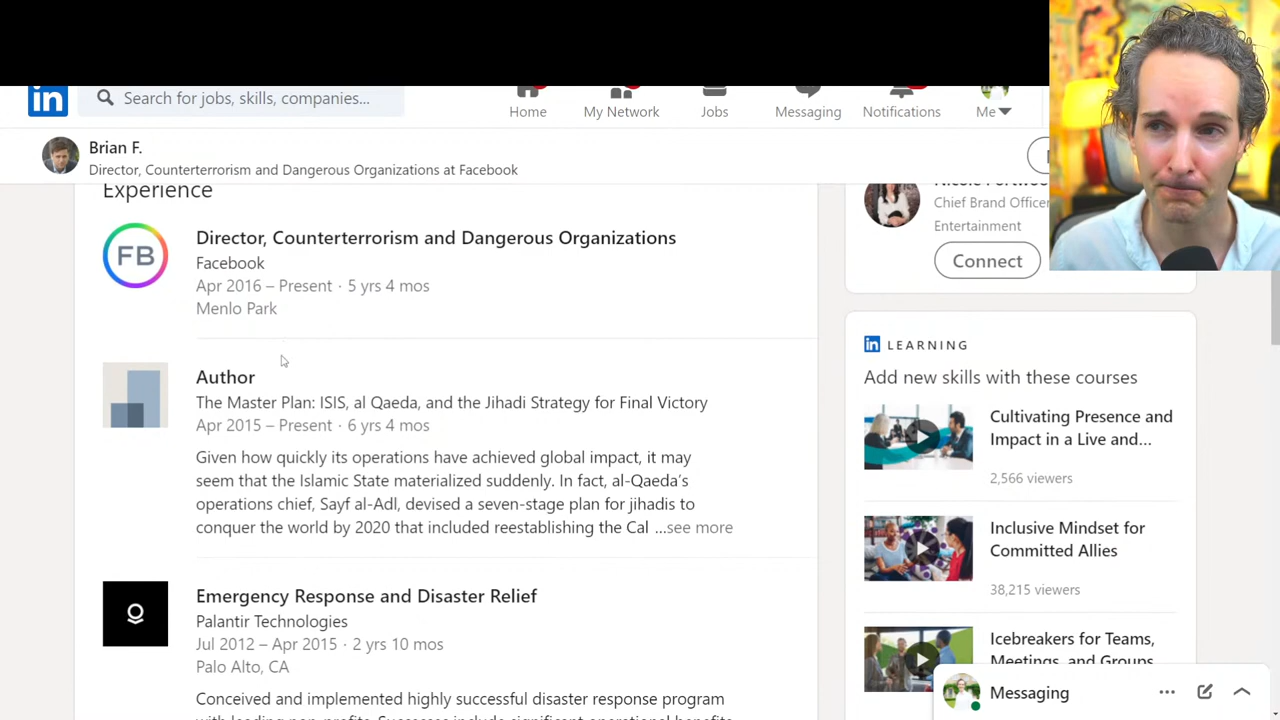 in
Search for jobs, skills, companies...
Home
My Network
Jobs
Messaging
Notifications
Me
Brian F.
Director, Counterterrorism and Dangerous Organizations at Facebook
Experience
FB
Director, Counterterrorism and Dangerous Organizations
Facebook
Apr 2016 – Present · 5 yrs 4 mos
Menlo Park
Author
The Master Plan: ISIS, al Qaeda, and the Jihadi Strategy for Final Victory
Apr 2015 – Present · 6 yrs 4 mos
Given how quickly its operations have achieved global impact, it may
seem that the Islamic State materialized suddenly. In fact, al-Qaeda's
operations chief, Sayf al-Adl, devised a seven-stage plan for jihadis to
conquer the world by 2020 that included reestablishing the Cal ...see more
Emergency Response and Disaster Relief
Palantir Technologies
Jul 2012 – Apr 2015 · 2 yrs 10 mos
Palo Alto, CA
Conceived and implemented highly successful disaster response program
Chief Brand Officer
Entertainment
Connect
in LEARNING
Add new skills with these courses
Cultivating Presence and
Impact in a Live and...
2,566 viewers
Inclusive Mindset for
Committed Allies
38,215 viewers
Icebreakers for Teams,
Meetings, and Groups
Messaging